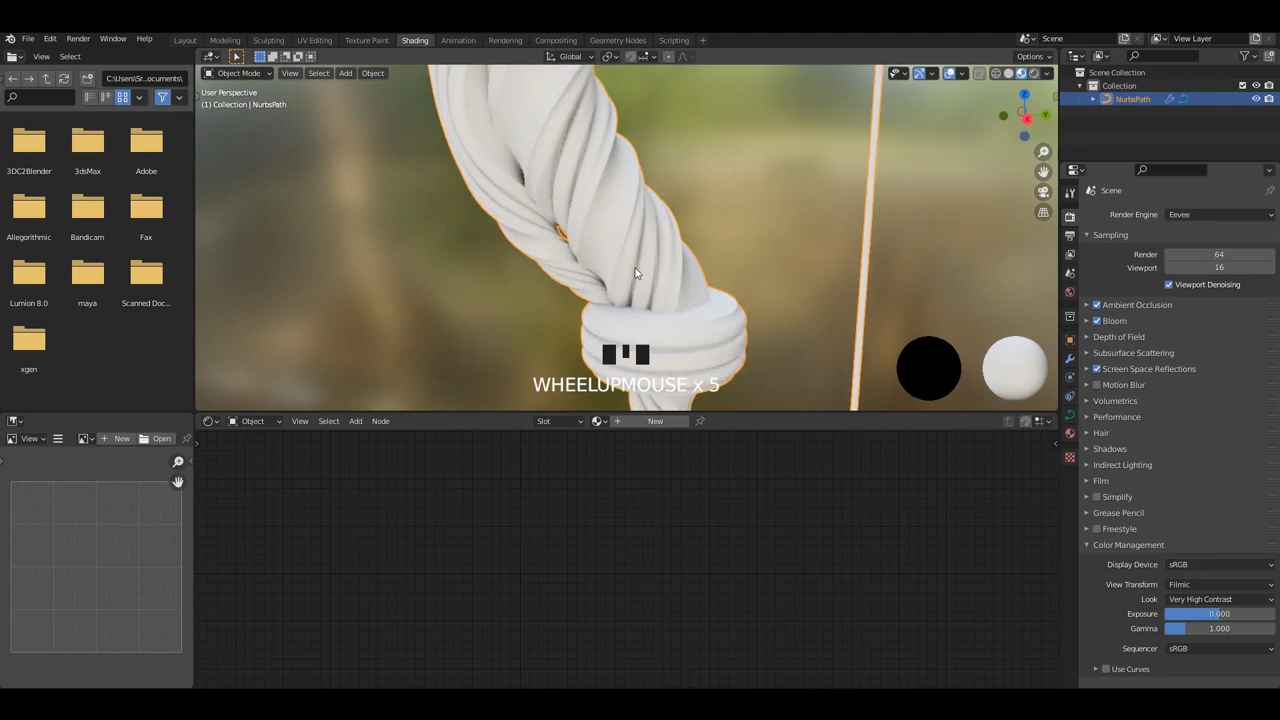 File Edit Render Window Help Layout Modeling Sculpting UV Editing Texture Paint Shading Animation Rendering Compositing Geometry Nodes Scripting + Scene View Layer
View Select Global Options
C:\Users\Sr...ocuments\ Object Mode View Select Add Object
User Perspective
(1) Collection | NurbsPath
Scene Collection
Collection
NurbsPath
Z
Y
X
3DC2Blender 3dsMax Adobe
Allegorithmic Bandicam Fax
Lumion 8.0 maya Scanned Doc...
xgen
WHEELUPMOUSE x 5
Scene
Render Engine Eevee
Sampling
Render 64
Viewport 16
Viewport Denoising
Ambient Occlusion
Bloom
Depth of Field
Subsurface Scattering
Screen Space Reflections
Motion Blur
Volumetrics
Performance
Hair
Shadows
Indirect Lighting
Film
Simplify
Grease Pencil
Freestyle
Color Management
Display Device sRGB
View Transform Filmic
Look Very High Contrast
Exposure 0.000
Gamma 1.000
Sequencer sRGB
Use Curves
Object View Select Add Node Slot + New
View + New Open